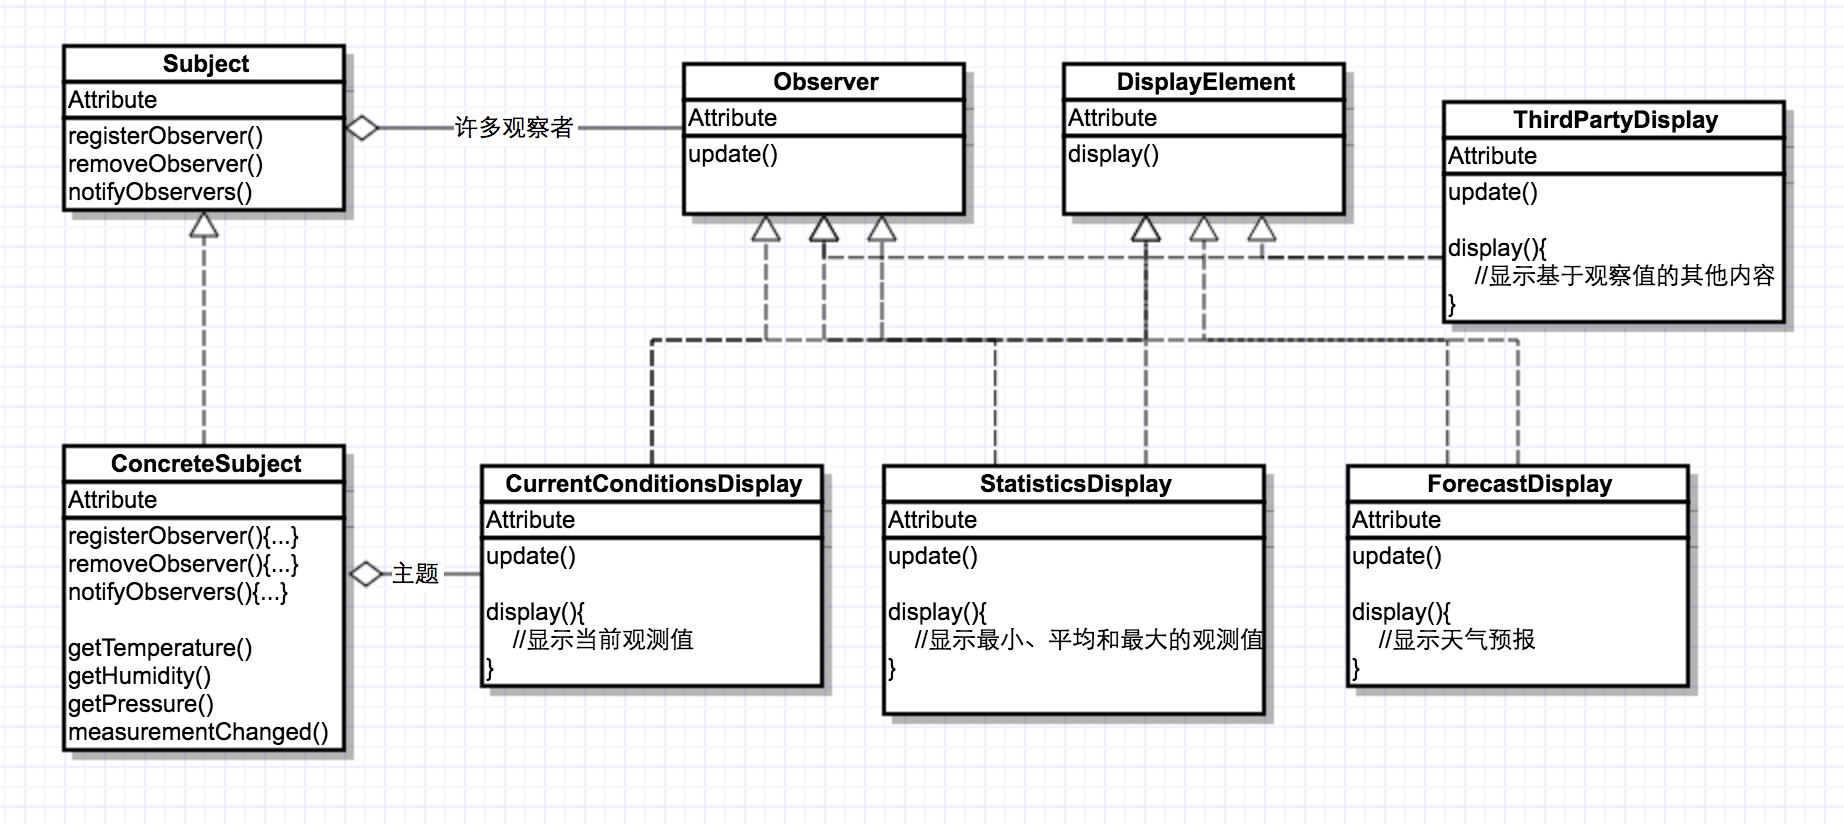 Subject
Attribute
registerObserver()
removeObserver()
notifyObservers()
许多观察者
Observer
Attribute
update()
DisplayElement
Attribute
display()
ThirdPartyDisplay
Attribute
update()
display(){
//显示基于观察值的其他内容
}
ConcreteSubject
Attribute
registerObserver(){...}
removeObserver(){...}
notifyObservers(){...}
getTemperature()
getHumidity()
getPressure()
measurementChanged()
主题
CurrentConditionsDisplay
Attribute
update()
display(){
//显示当前观测值
}
StatisticsDisplay
Attribute
update()
display(){
//显示最小、平均和最大的观测值
}
ForecastDisplay
Attribute
update()
display(){
//显示天气预报
}